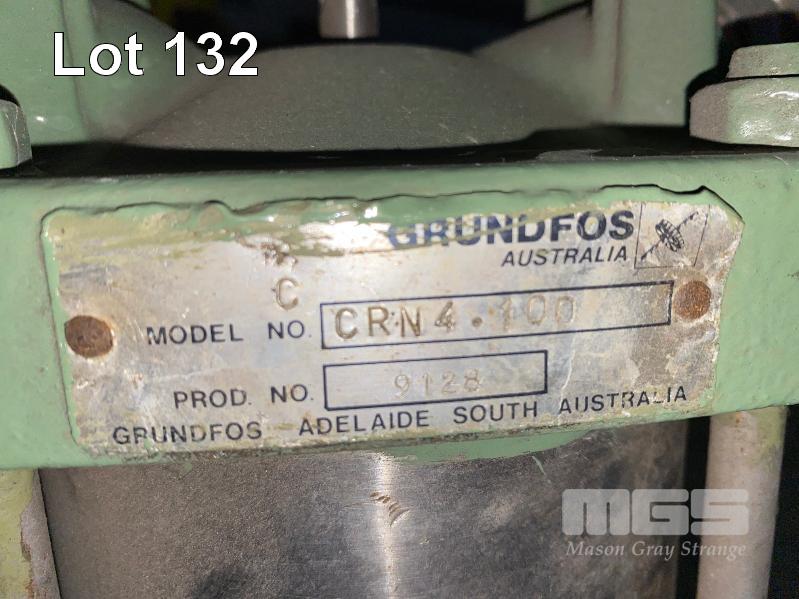 Lot 132
GRUNDFOS
AUSTRALIA
C
MODEL NO. CRN4.100
PROD. NO. 9128
GRUNDFOS ADELAIDE SOUTH AUSTRALIA
MGS
Mason Gray Strange